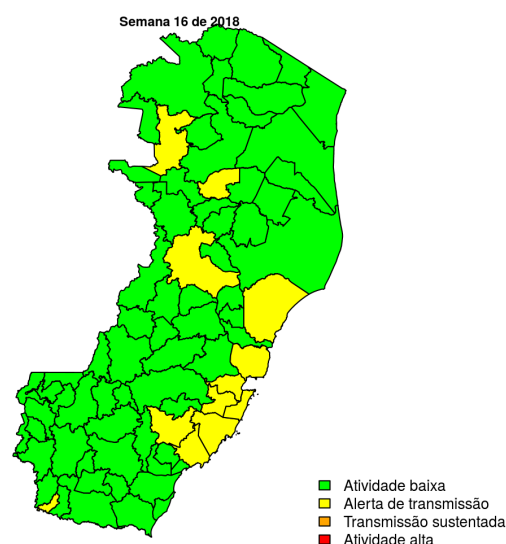 Semana 16 de 2018
Atividade baixa
Alerta de transmissão
Transmissão sustentada
Atividade alta